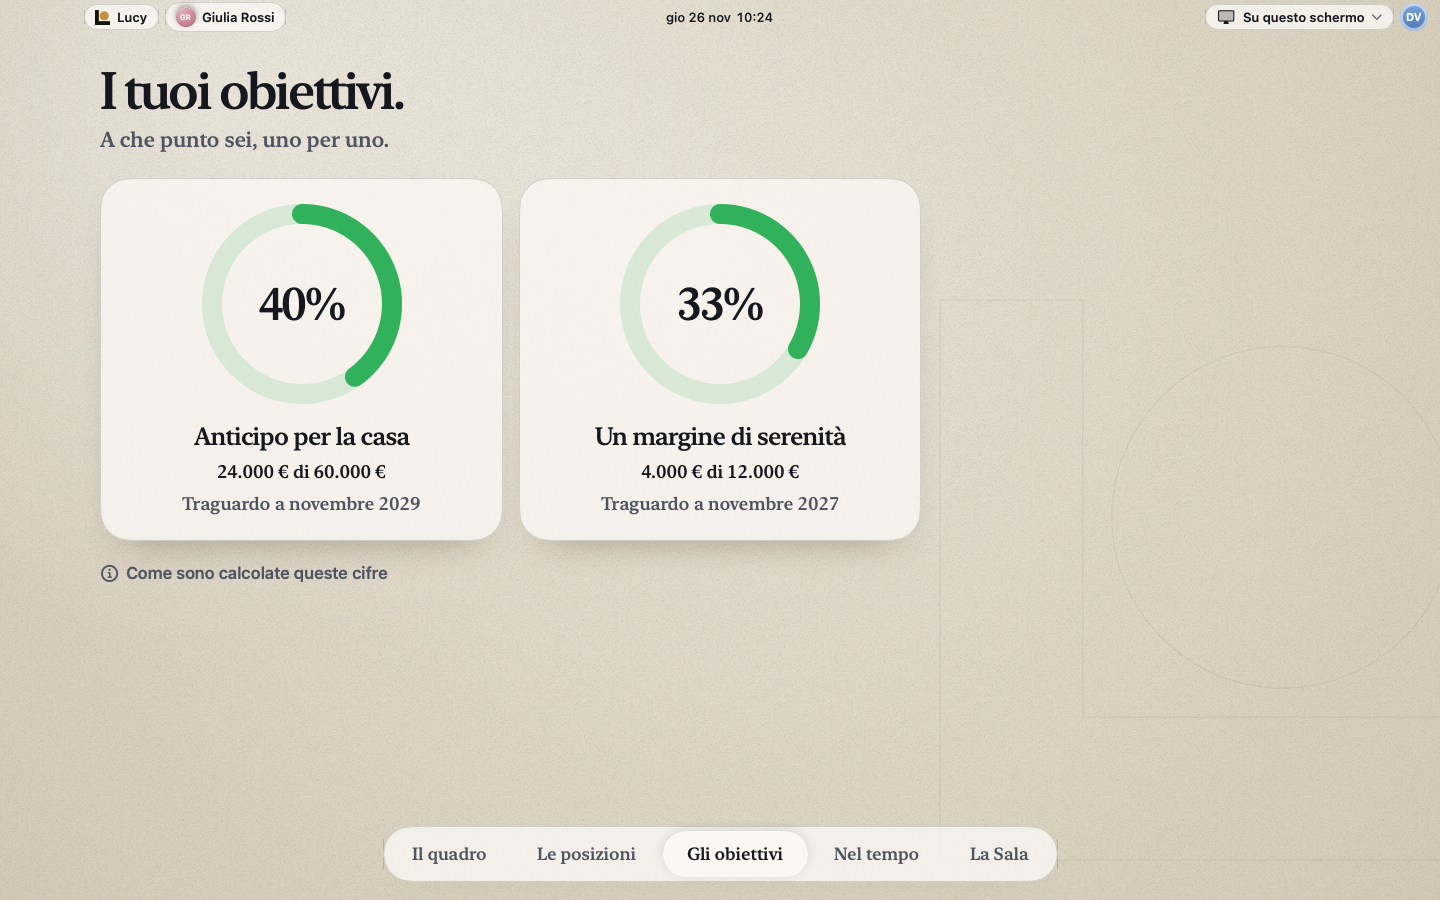 Lucy
GR Giulia Rossi
gio 26 nov 10:24
Su questo schermo
DV
I tuoi obiettivi.
A che punto sei, uno per uno.
40%
Anticipo per la casa
24.000 € di 60.000 €
Traguardo a novembre 2029
33%
Un margine di serenità
4.000 € di 12.000 €
Traguardo a novembre 2027
Come sono calcolate queste cifre
Il quadro
Le posizioni
Gli obiettivi
Nel tempo
La Sala